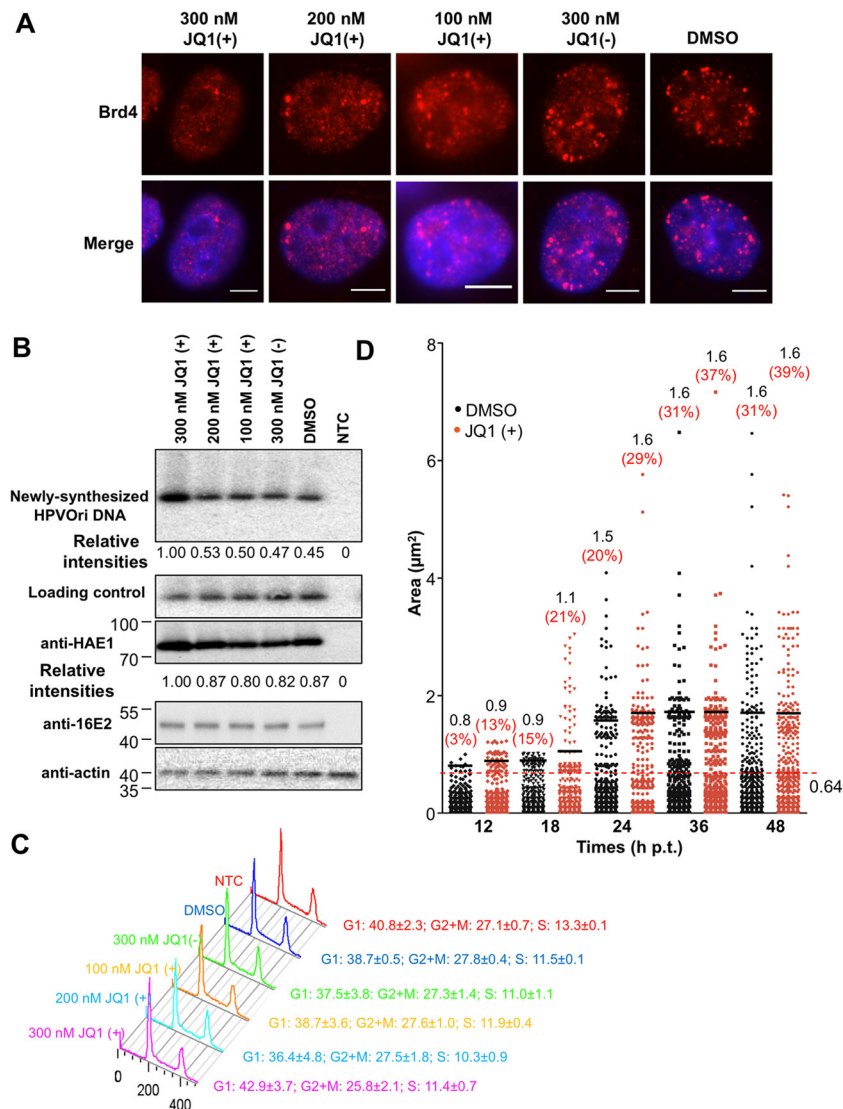 A
300 nM JQ1(+)
200 nM JQ1(+)
100 nM JQ1(+)
300 nM JQ1(-)
DMSO
Brd4
Merge
B
300 nM JQ1 (+)
200 nM JQ1 (+)
100 nM JQ1 (+)
300 nM JQ1 (-)
DMSO
NTC
Newly-synthesized
HPVOri DNA
Relative
intensities
1.00 0.53 0.50 0.47 0.45 0
Loading control
100
anti-HAE1
70
Relative
intensities
1.00 0.87 0.80 0.82 0.87 0
55
anti-16E2
40
anti-actin
40
35
C
NTC
DMSO
300 nM JQ1(-)
100 nM JQ1 (+)
200 nM JQ1 (+
300 nM JQ1 (+)
0
200
400
G1: 40.8±2.3; G2+M: 27.1±0.7; S: 13.3±0.1
G1: 38.7±0.5; G2+M: 27.8±0.4; S: 11.5±0.1
G1: 37.5±3.8: G2+M: 27.3±1.4; S: 11.0±1.1
G1: 38.7±3.6; G2+M: 27.6±1.0; S: 11.9±0.4
G1: 36.4±4.8; G2+M: 27.5±1.8; S: 10.3±0.9
G1: 42.9±3.7; G2+M: 25.8±2.1; S: 11.4±0.7
D
8
6
4
2
0
Area (µm²)
DMSO
JQ1 (+)
0.8
(3%)
0.9
(13%)
0.9
(15%)
1.1
(21%)
1.5
(20%)
1.6
(29%)
1.6
(31%)
1.6
(37%)
1.6
(31%)
1.6
(39%)
0.64
12 18 24 36 48
Times (h p.t.)